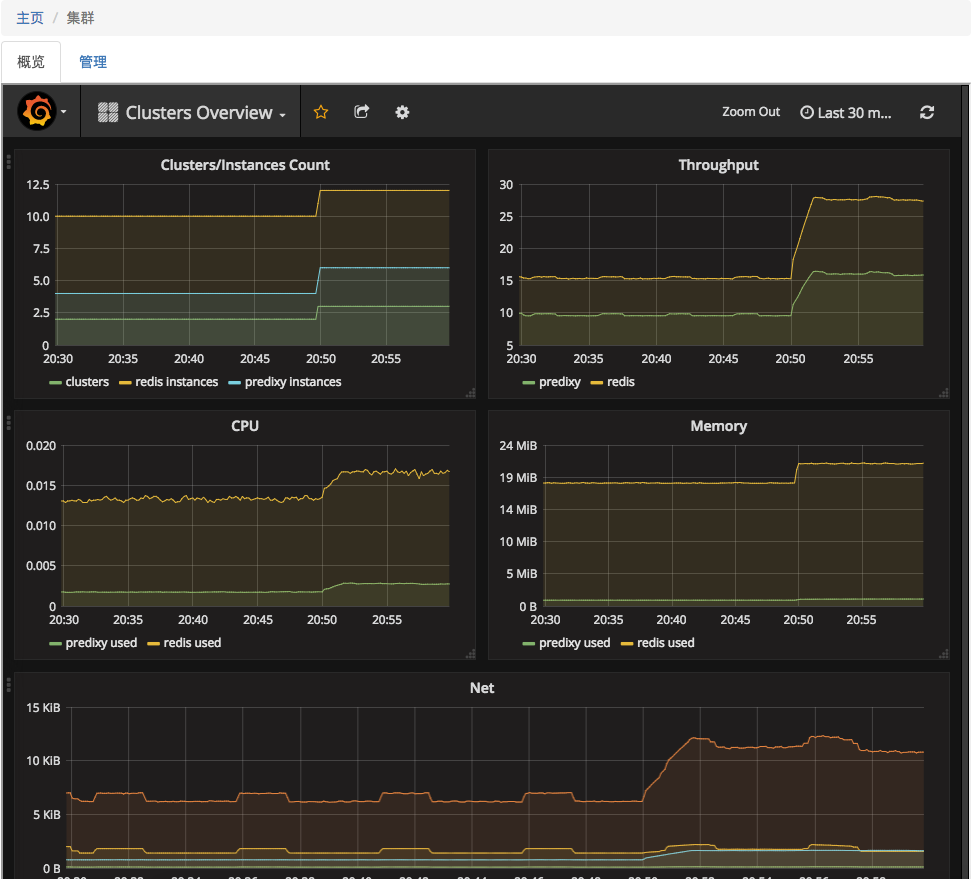 主页 / 集群
概览 管理
Clusters Overview Zoom Out Last 30 m...
Clusters/Instances Count
12.5
10.0
7.5
5.0
2.5
0
20:30 20:35 20:40 20:45 20:50 20:55
clusters redis instances predixy instances
Throughput
30
25
20
15
10
5
20:30 20:35 20:40 20:45 20:50 20:55
predixy redis
CPU
0.020
0.015
0.010
0.005
0
20:30 20:35 20:40 20:45 20:50 20:55
predixy used redis used
Memory
24 MiB
19 MiB
14 MiB
10 MiB
5 MiB
0 B
20:30 20:35 20:40 20:45 20:50 20:55
predixy used redis used
Net
15 KiB
10 KiB
5 KiB
0 B